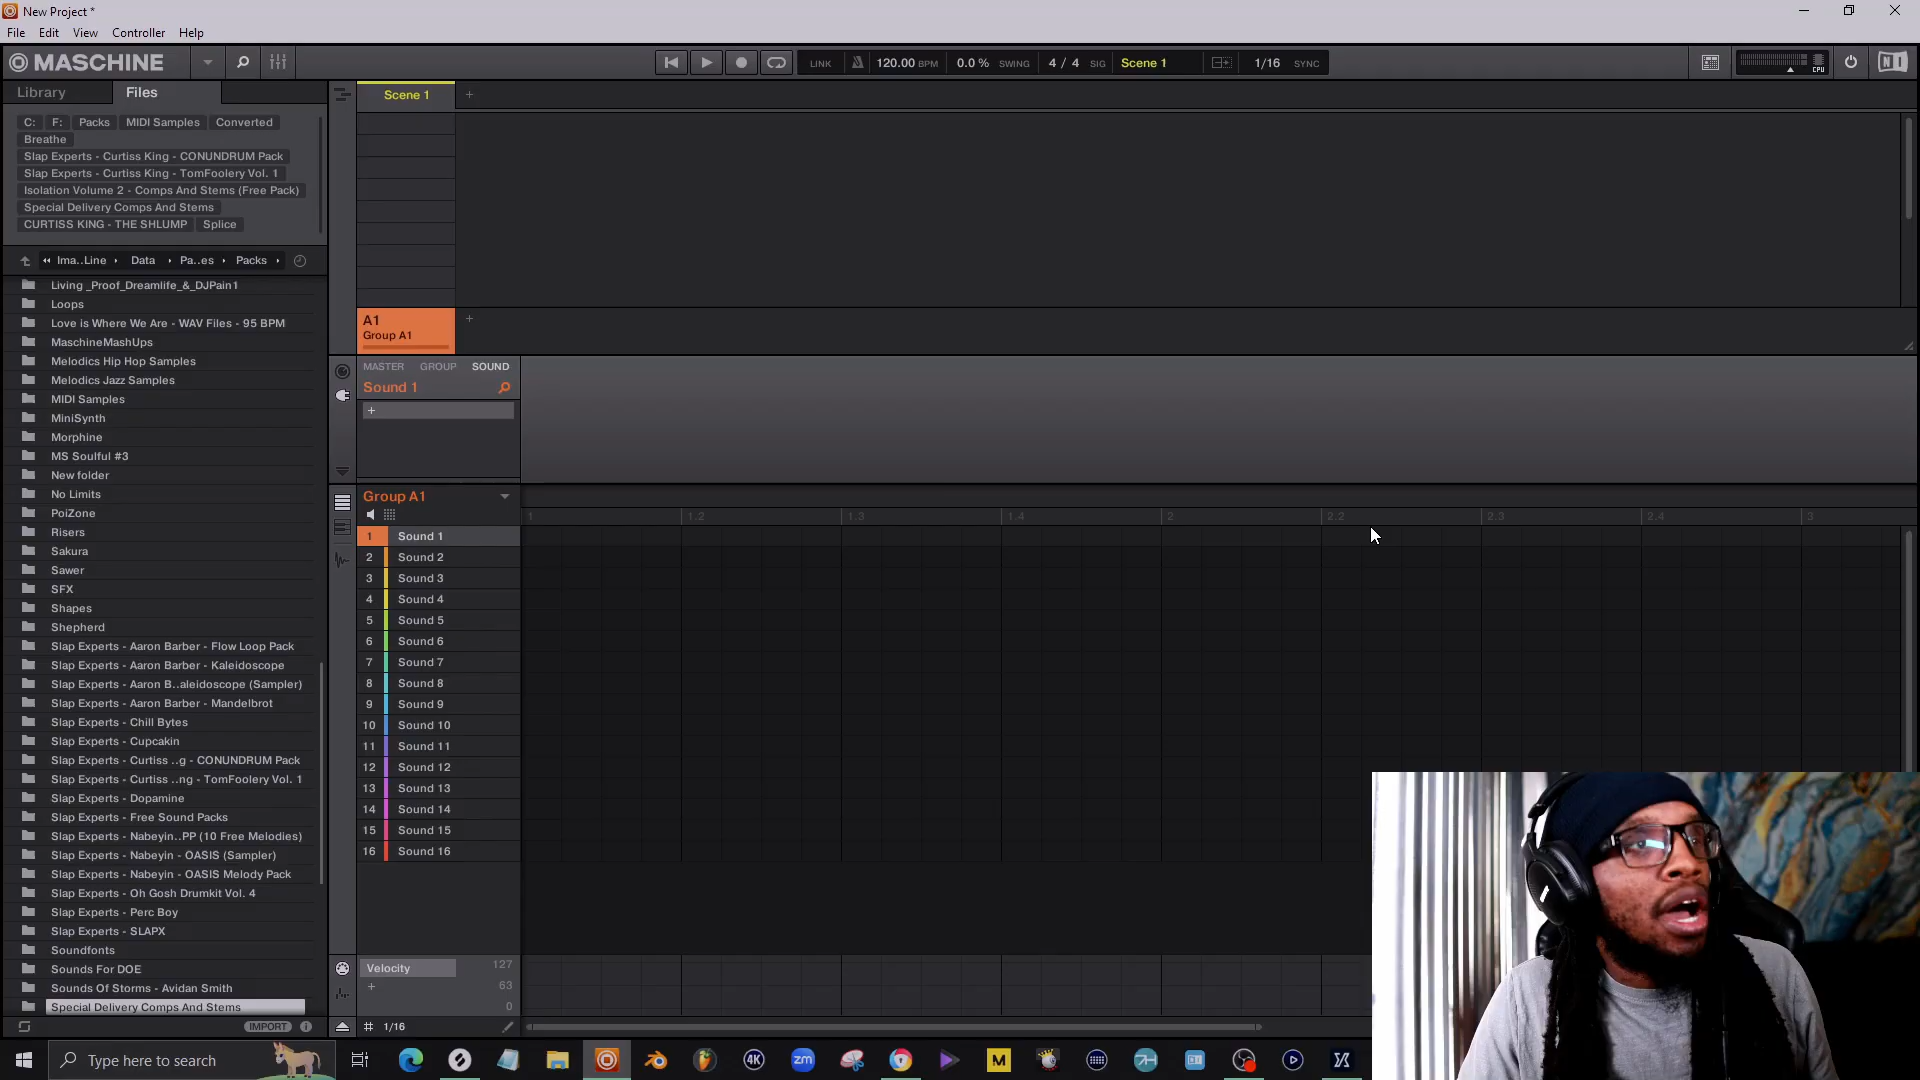 New Project *
File Edit View Controller Help
MASCHINE
LINK 120.00 BPM 0.0 % SWING 4 / 4 SIG Scene 1 1/16 SYNC
CPU
Library Files
C: F: Packs MIDI Samples Converted
Breathe
Slap Experts - Curtiss King - CONUNDRUM Pack
Slap Experts - Curtiss King - TomFoolery Vol. 1
Isolation Volume 2 - Comps And Stems (Free Pack)
Special Delivery Comps And Stems
CURTISS KING - THE SHLUMP Splice
Ima..Line Data Pa..es Packs
Living _Proof_Dreamlife_&_DJPain1
Loops
Love is Where We Are - WAV Files - 95 BPM
MaschineMashUps
Melodics Hip Hop Samples
Melodics Jazz Samples
MIDI Samples
MiniSynth
Morphine
MS Soulful #3
New folder
No Limits
PoiZone
Risers
Sakura
Sawer
SFX
Shapes
Shepherd
Slap Experts - Aaron Barber - Flow Loop Pack
Slap Experts - Aaron Barber - Kaleidoscope
Slap Experts - Aaron B..aleidoscope (Sampler)
Slap Experts - Aaron Barber - Mandelbrot
Slap Experts - Chill Bytes
Slap Experts - Cupcakin
Slap Experts - Curtiss ..g - CONUNDRUM Pack
Slap Experts - Curtiss ..ng - TomFoolery Vol. 1
Slap Experts - Dopamine
Slap Experts - Free Sound Packs
Slap Experts - Nabeyin..PP (10 Free Melodies)
Slap Experts - Nabeyin - OASIS (Sampler)
Slap Experts - Nabeyin - OASIS Melody Pack
Slap Experts - Oh Gosh Drumkit Vol. 4
Slap Experts - Perc Boy
Slap Experts - SLAPX
Soundfonts
Sounds For DOE
Sounds Of Storms - Avidan Smith
Special Delivery Comps And Stems
IMPORT
Scene 1 +
A1 +
Group A1
MASTER GROUP SOUND
Sound 1
+
Group A1
1 1.2 1.3 1.4 2 2.2 2.3 2.4 3
1 Sound 1
2 Sound 2
3 Sound 3
4 Sound 4
5 Sound 5
6 Sound 6
7 Sound 7
8 Sound 8
9 Sound 9
10 Sound 10
11 Sound 11
12 Sound 12
13 Sound 13
14 Sound 14
15 Sound 15
16 Sound 16
Velocity 127
+ 63
0
1/16
Type here to search
4K zm M